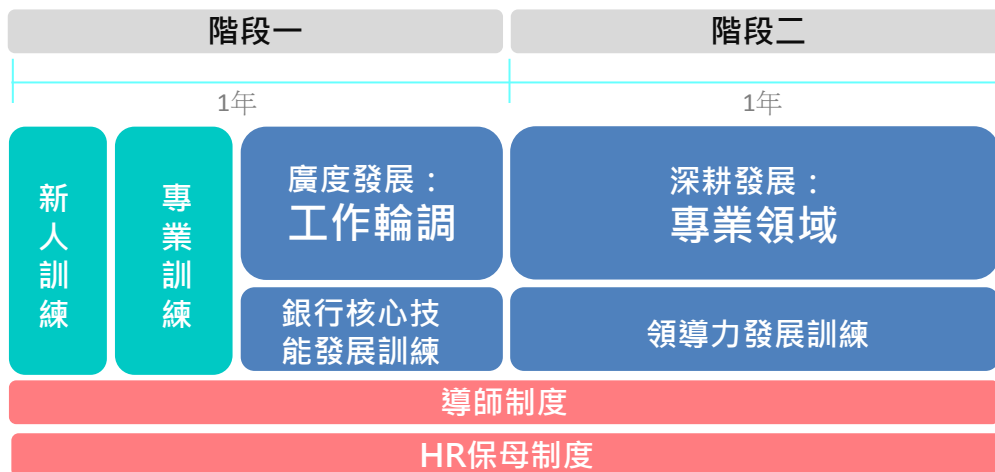 階段一
階段二
1年
1年
新人訓練
專業訓練
廣度發展：
工作輪調
深耕發展：
專業領域
銀行核心技
能發展訓練
領導力發展訓練
導師制度
HR保母制度